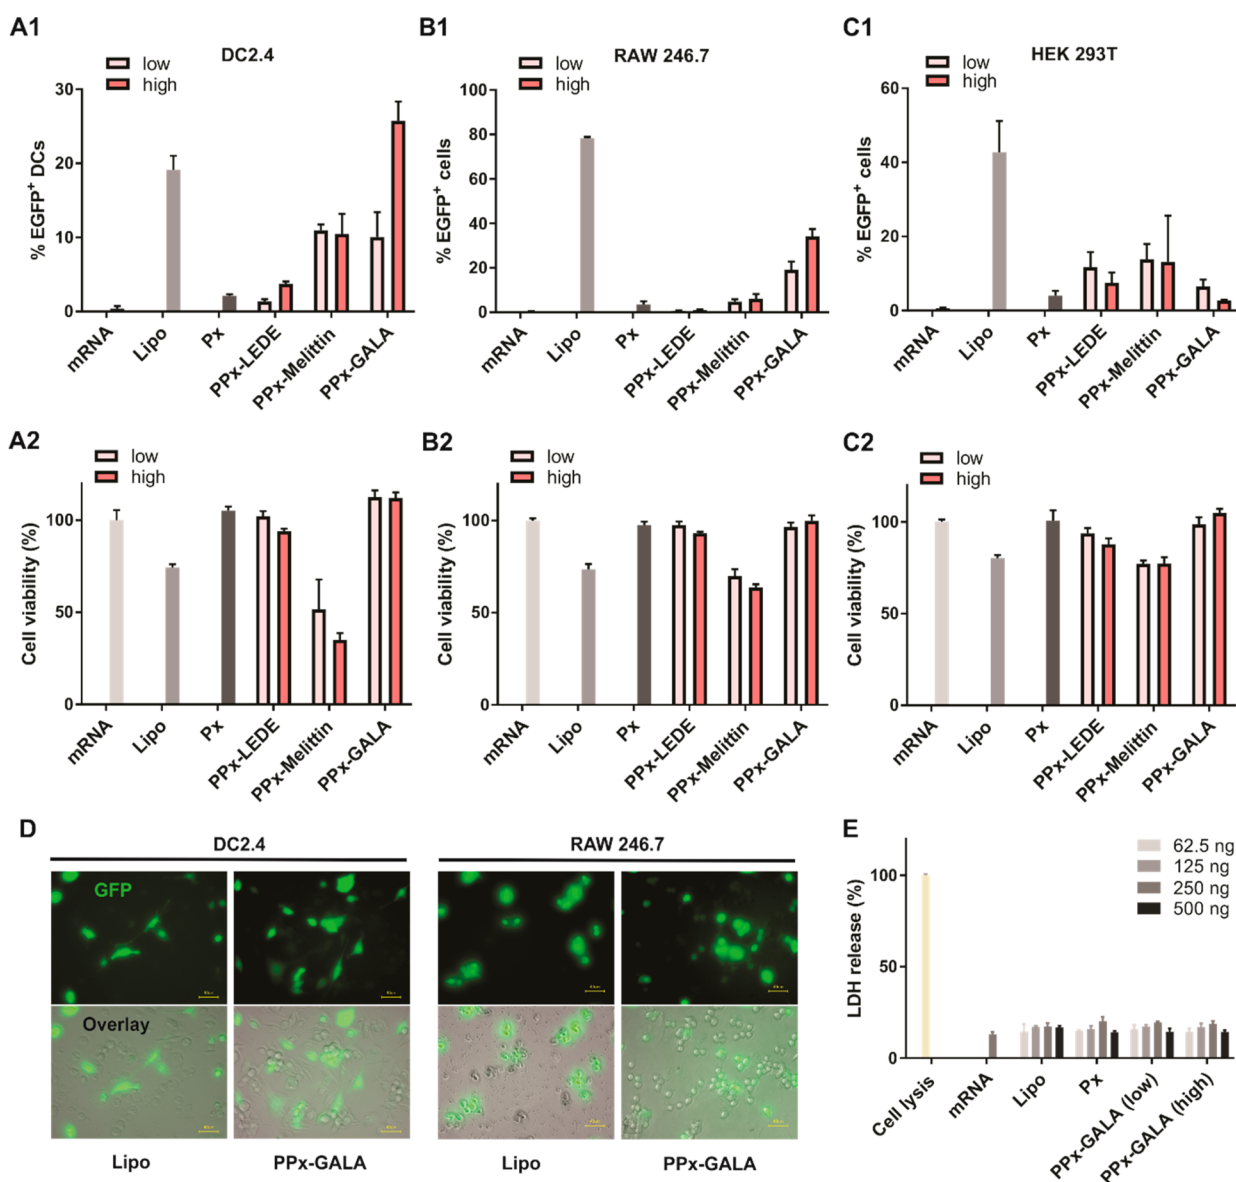 A1
DC2.4
low
high
% EGFP+ DCs
30
20
10
0
mRNA
Lipo
Px
PPx-LEDE
PPx-Melittin
PPx-GALA
B1
RAW 246.7
low
high
% EGFP+ cells
100
80
60
40
20
0
mRNA
Lipo
Px
PPx-LEDE
PPx-Melittin
PPx-GALA
C1
HEK 293T
low
high
% EGFP+ cells
60
40
20
0
mRNA
Lipo
Px
PPx-LEDE
PPx-Melittin
PPx-GALA
A2
low
high
Cell viability (%)
100
50
0
mRNA
Lipo
Px
PPx-LEDE
PPx-Melittin
PPx-GALA
B2
low
high
Cell viability (%)
100
50
0
mRNA
Lipo
Px
PPx-LEDE
PPx-Melittin
PPx-GALA
C2
low
high
Cell viability (%)
100
50
0
mRNA
Lipo
Px
PPx-LEDE
PPx-Melittin
PPx-GALA
D
DC2.4
RAW 246.7
GFP
Overlay
Lipo
PPx-GALA
Lipo
PPx-GALA
E
62.5 ng
125 ng
250 ng
500 ng
LDH release (%)
100
50
0
Cell lysis
mRNA
Lipo
Px
PPx-GALA (low)
PPx-GALA (high)